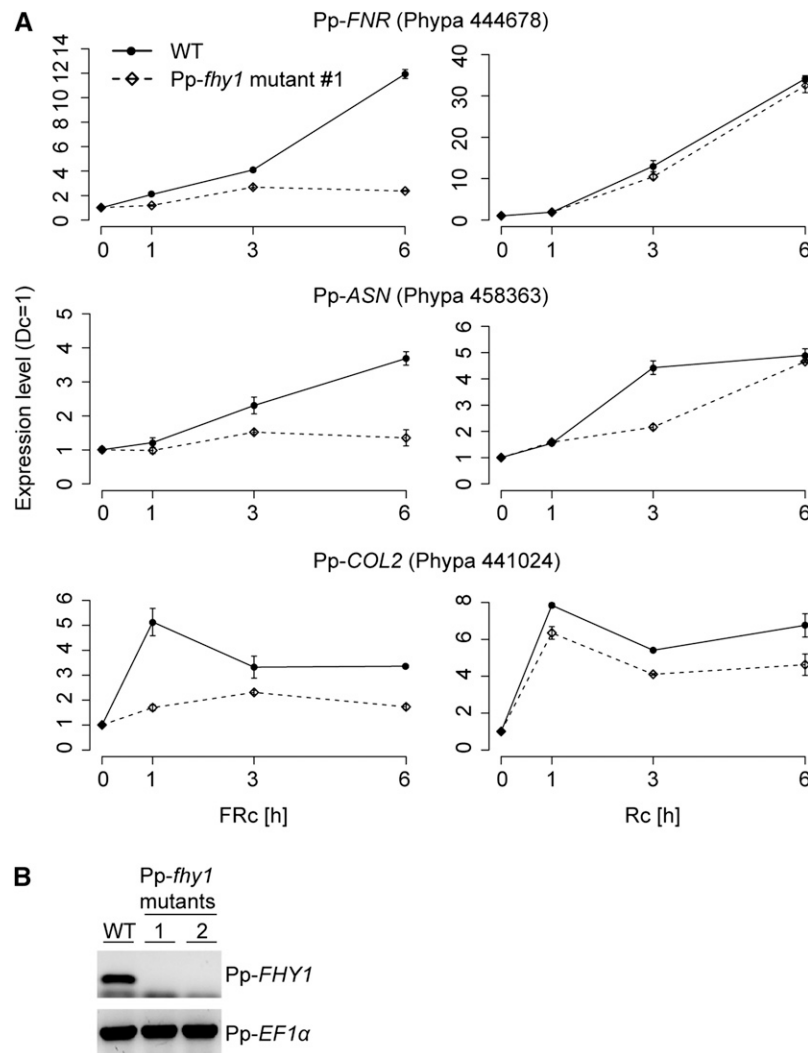 A
Pp-FNR (Phypa 444678)
WT
Pp-fhy1 mutant #1
0 2 4 6 8 10 12 14
0 1 3 6
0 10 20 30 40
0 1 3 6
Pp-ASN (Phypa 458363)
Expression level (Dc=1)
0 1 2 3 4 5
0 1 3 6
0 1 2 3 4 5 6
0 1 3 6
Pp-COL2 (Phypa 441024)
0 1 2 3 4 5 6
0 1 3 6
0 2 4 6 8
0 1 3 6
FRc [h]
Rc [h]
B
Pp-fhy1
mutants
WT 1 2
Pp-FHY1
Pp-EF1α